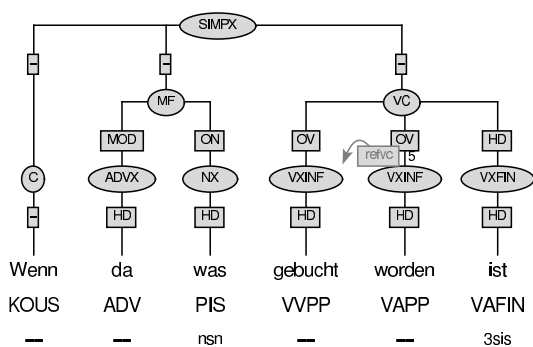 SIMPX
– – –
MF VC
MOD ON OV OV HD
refvc 5
C ADVX NX VXINF VXINF VXFIN
– HD HD HD HD HD
Wenn da was gebucht worden ist
KOUS ADV PIS VVPP VAPP VAFIN
-- -- nsn -- -- 3sis